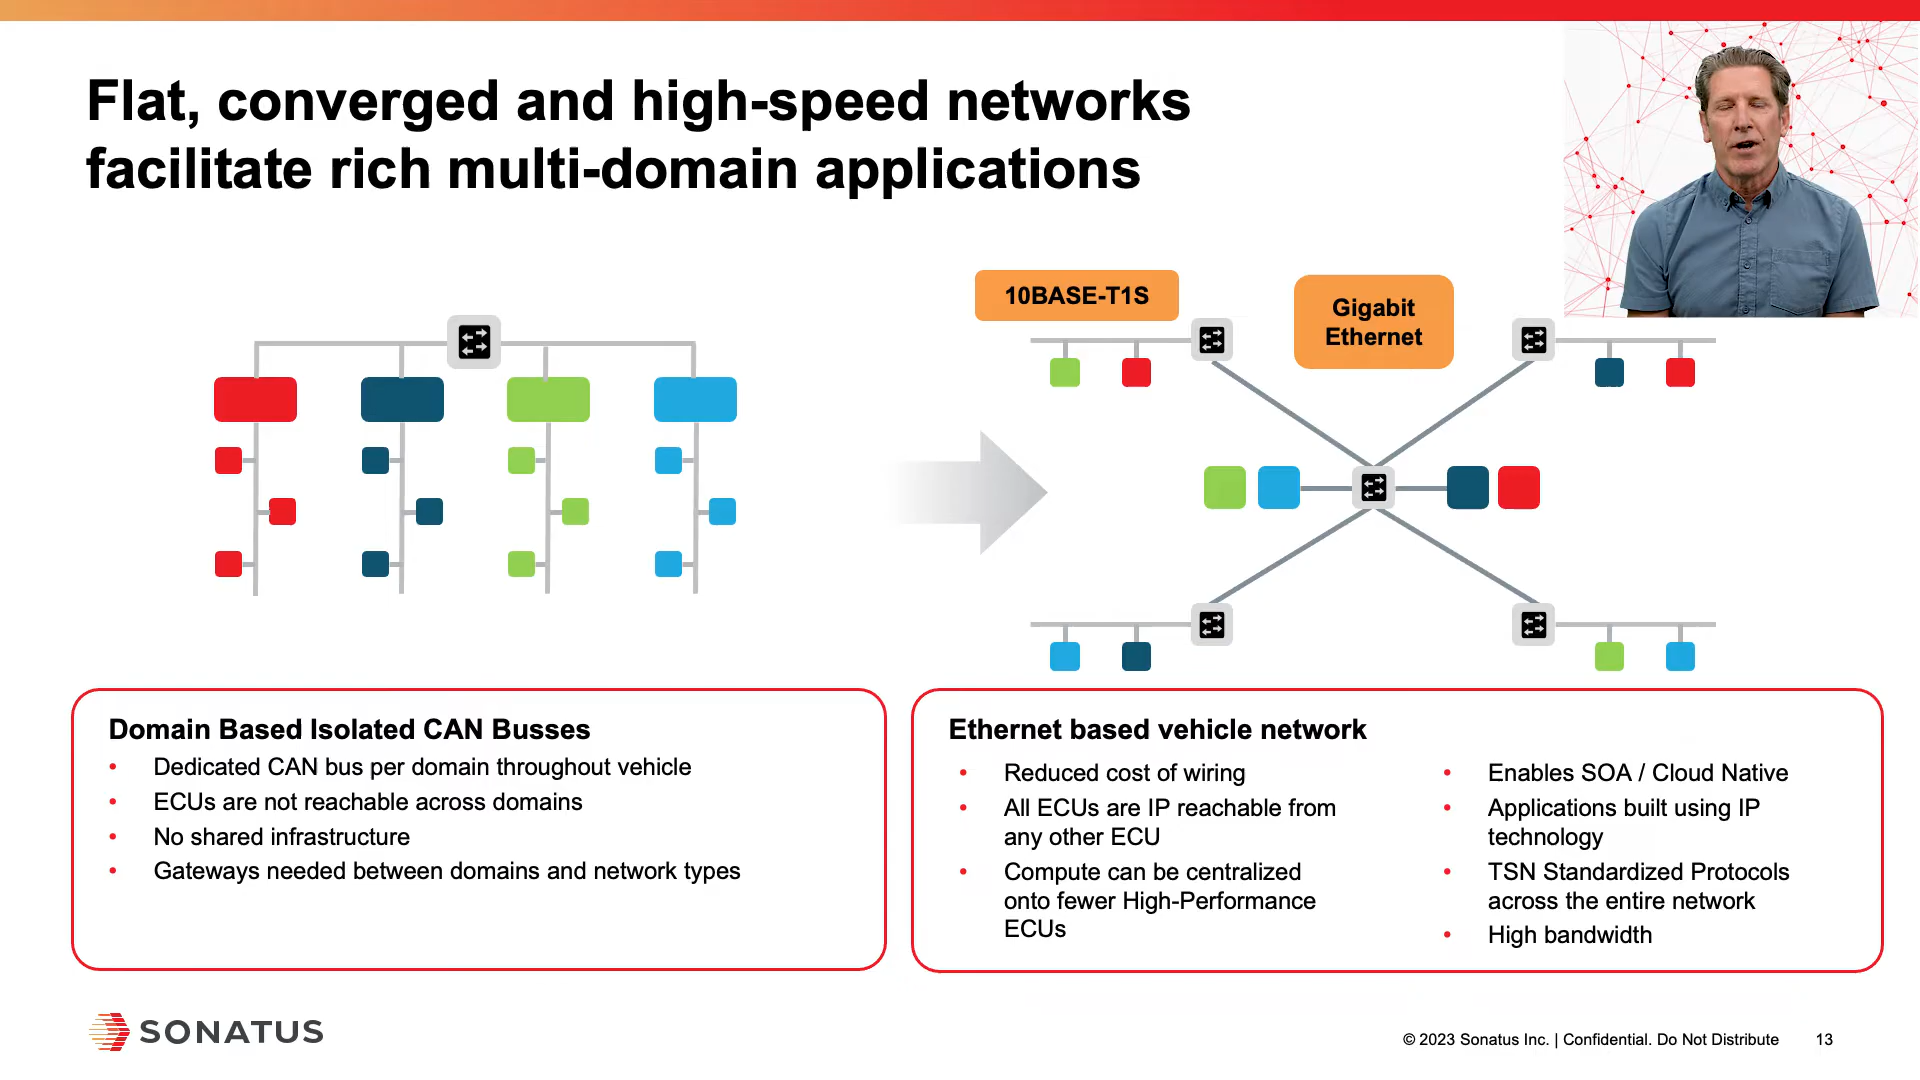 Flat, converged and high-speed networks
facilitate rich multi-domain applications
10BASE-T1S
Gigabit
Ethernet
Domain Based Isolated CAN Busses
• Dedicated CAN bus per domain throughout vehicle
• ECUs are not reachable across domains
• No shared infrastructure
• Gateways needed between domains and network types
Ethernet based vehicle network
• Reduced cost of wiring
• All ECUs are IP reachable from
any other ECU
• Compute can be centralized
onto fewer High-Performance
ECUs
• Enables SOA / Cloud Native
• Applications built using IP
technology
• TSN Standardized Protocols
across the entire network
• High bandwidth
SONATUS
© 2023 Sonatus Inc. | Confidential. Do Not Distribute 13